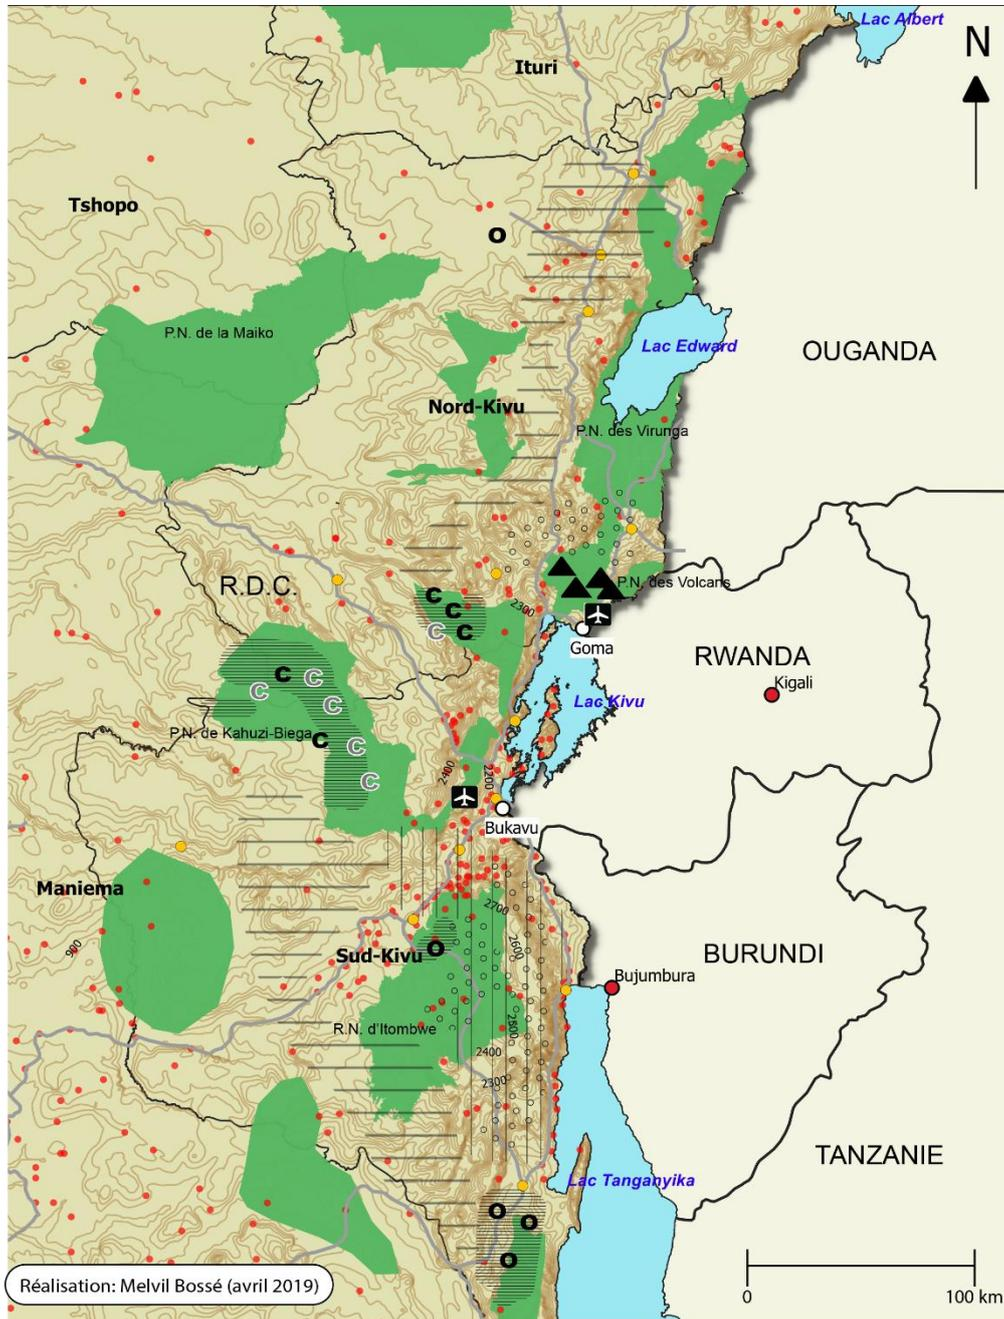 Lac Albert
N
Ituri
Tshopo
O
P.N. de la Maiko
Lac Edward
OUGANDA
Nord-Kivu
P.N. des Virunga
R.D.C.
P.N. des Volcans
C
C
C
C
2300
Goma
RWANDA
Kigali
C
C
C
C
Lac Kivu
P.N. de Kahuzi-Biega
C
C
C
2400
2200
Bukavu
Maniema
2700
900
Sud-Kivu
O
2600
BURUNDI
Bujumbura
R.N. d'Itombwe
2500
2400
2300
TANZANIE
Lac Tanganyika
O
O
O
Réalisation: Melvil Bossé (avril 2019)
0
100 km